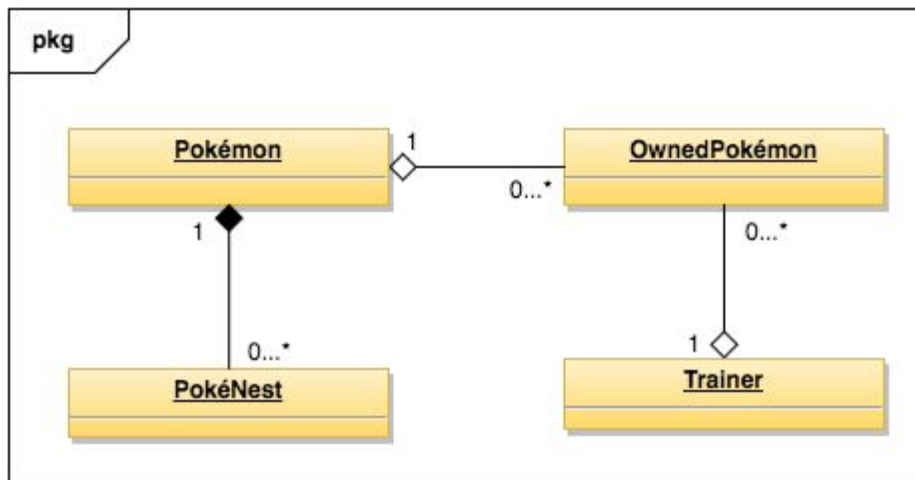 pkg
Pokémon
1
0...*
OwnedPokémon
1
0...*
0...*
1
PokéNest
Trainer